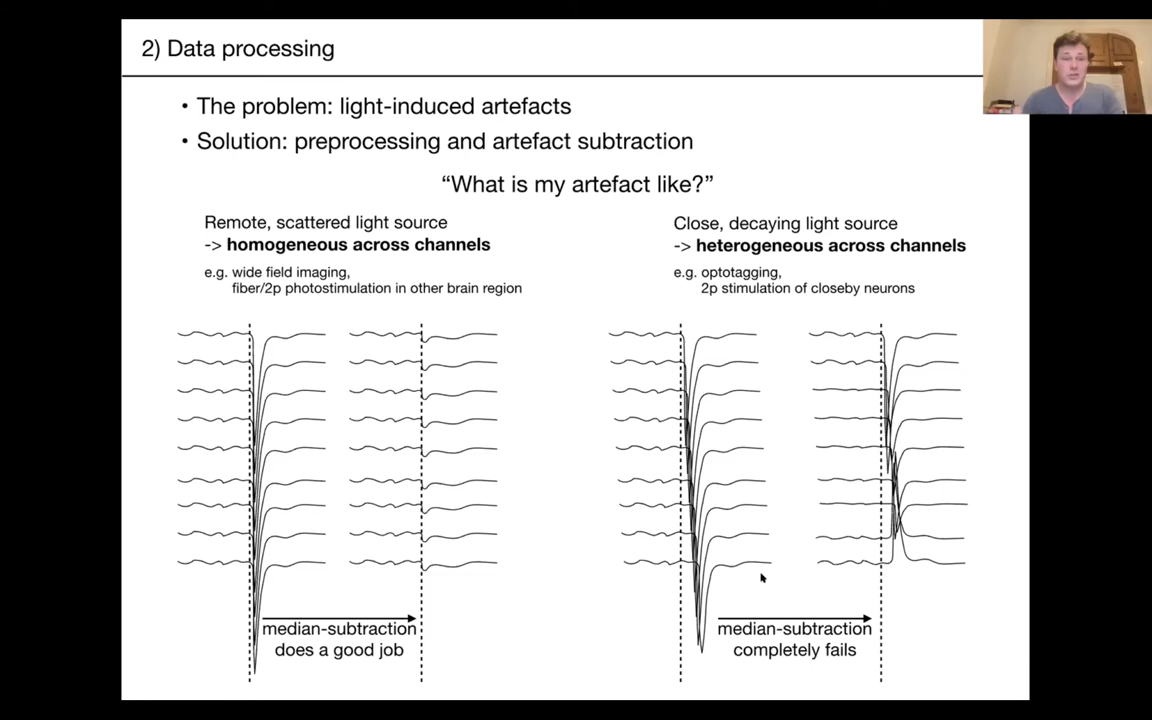 2) Data processing
• The problem: light-induced artefacts
• Solution: preprocessing and artefact subtraction
“What is my artefact like?”
Remote, scattered light source
-> homogeneous across channels
e.g. wide field imaging,
fiber/2p photostimulation in other brain region
median-subtraction
does a good job
Close, decaying light source
-> heterogeneous across channels
e.g. optotagging,
2p stimulation of closeby neurons
median-subtraction
completely fails